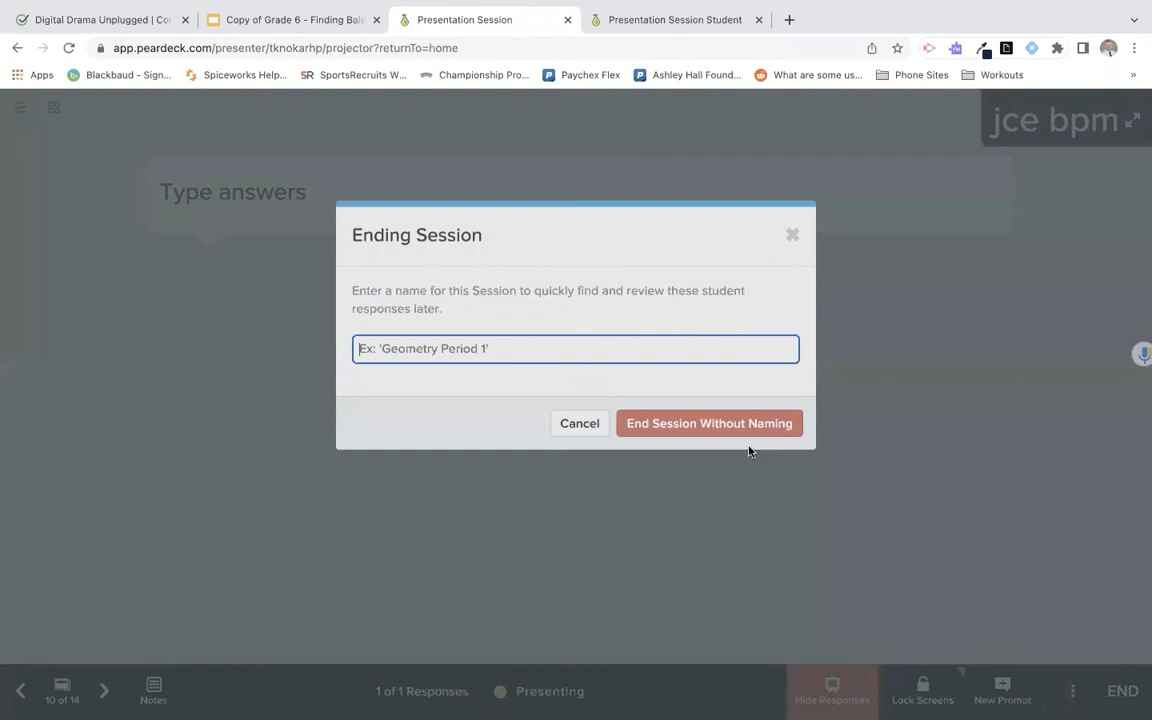 Digital Drama Unplugged | Co
Copy of Grade 6 - Finding Bala
Presentation Session
Presentation Session Student
app.peardeck.com/presenter/tknokarhp/projector?returnTo=home
Apps
Blackbaud - Sign...
Spiceworks Help...
SR SportsRecruits W...
Championship Pro...
Paychex Flex
Ashley Hall Found...
What are some us...
Phone Sites
Workouts
»
jce bpm
Type answers
Ending Session
Enter a name for this Session to quickly find and review these student
responses later.
Ex: 'Geometry Period 1'
Cancel
End Session Without Naming
10 of 14
Notes
1 of 1 Responses
Presenting
Hide Responses
Lock Screens
New Prompt
END